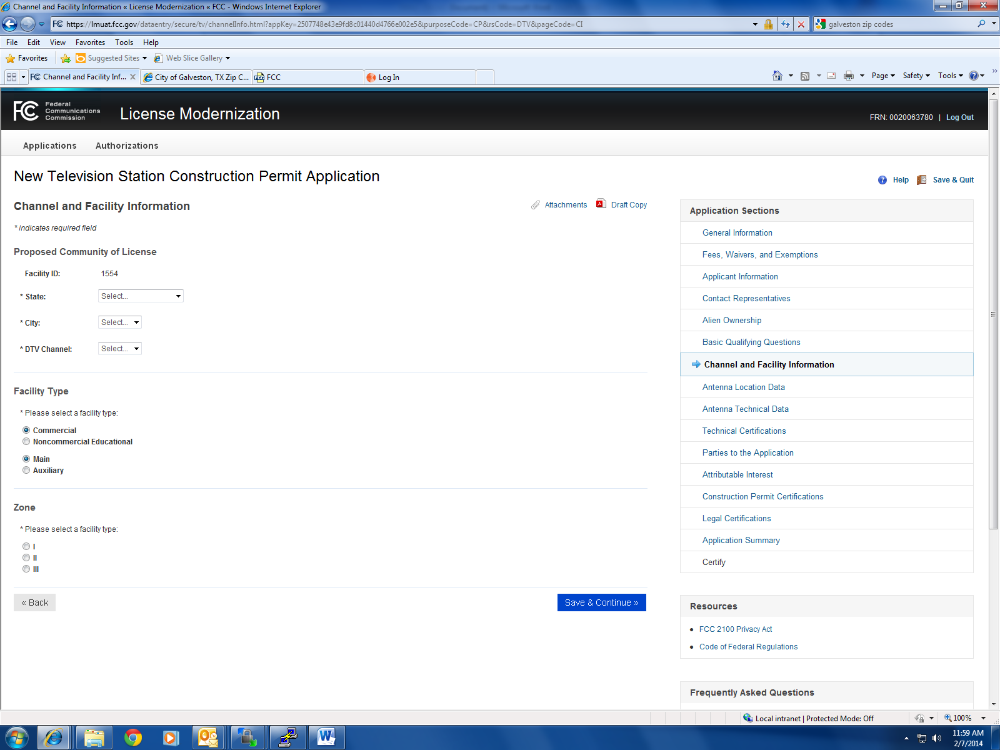 Channel and Facility Information « License Modernization « FCC - Windows Internet Explorer
FC https://lmuat.fcc.gov/dataentry/secure/tv/channelInfo.html?appKey=2507748e43e9fd8c01440d4766e002e5&purposeCode=CP&rsCode=DTV&pageCode=CI
galveston zip codes
File Edit View Favorites Tools Help
Favorites Suggested Sites Web Slice Gallery
FC Channel and Facility Inf... City of Galveston, TX Zip C... FCC Log In
Page Safety Tools
FC Federal Communications Commission
License Modernization
FRN: 0020063780 | Log Out
Applications Authorizations
New Television Station Construction Permit Application
Help Save & Quit
Channel and Facility Information
Attachments Draft Copy
* indicates required field
Proposed Community of License
Facility ID: 1554
* State: Select...
* City: Select...
* DTV Channel: Select...
Facility Type
* Please select a facility type:
Commercial
Noncommercial Educational
Main
Auxiliary
Zone
* Please select a facility type:
I
II
III
« Back
Save & Continue »
Application Sections
General Information
Fees, Waivers, and Exemptions
Applicant Information
Contact Representatives
Alien Ownership
Basic Qualifying Questions
Channel and Facility Information
Antenna Location Data
Antenna Technical Data
Technical Certifications
Parties to the Application
Attributable Interest
Construction Permit Certifications
Legal Certifications
Application Summary
Certify
Resources
• FCC 2100 Privacy Act
• Code of Federal Regulations
Frequently Asked Questions
Local intranet | Protected Mode: Off
100%
11:59 AM
2/7/2014